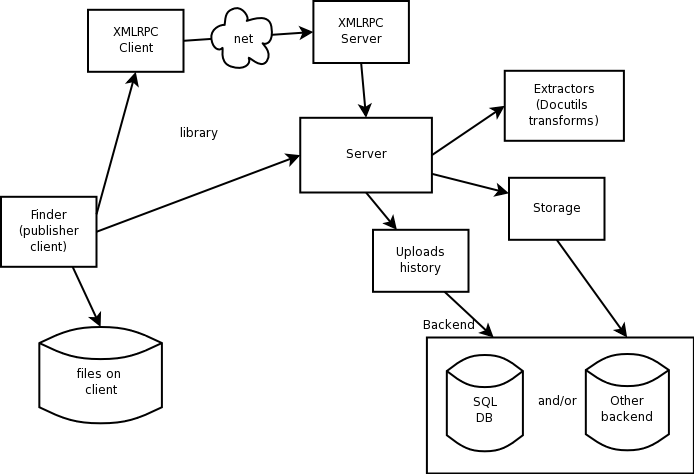 XMLRPC
Client
net
XMLRPC
Server
library
Server
Extractors
(Docutils
transforms)
Finder
(publisher
client)
Storage
Uploads
history
Backend
files on
client
SQL
DB
and/or
Other
backend